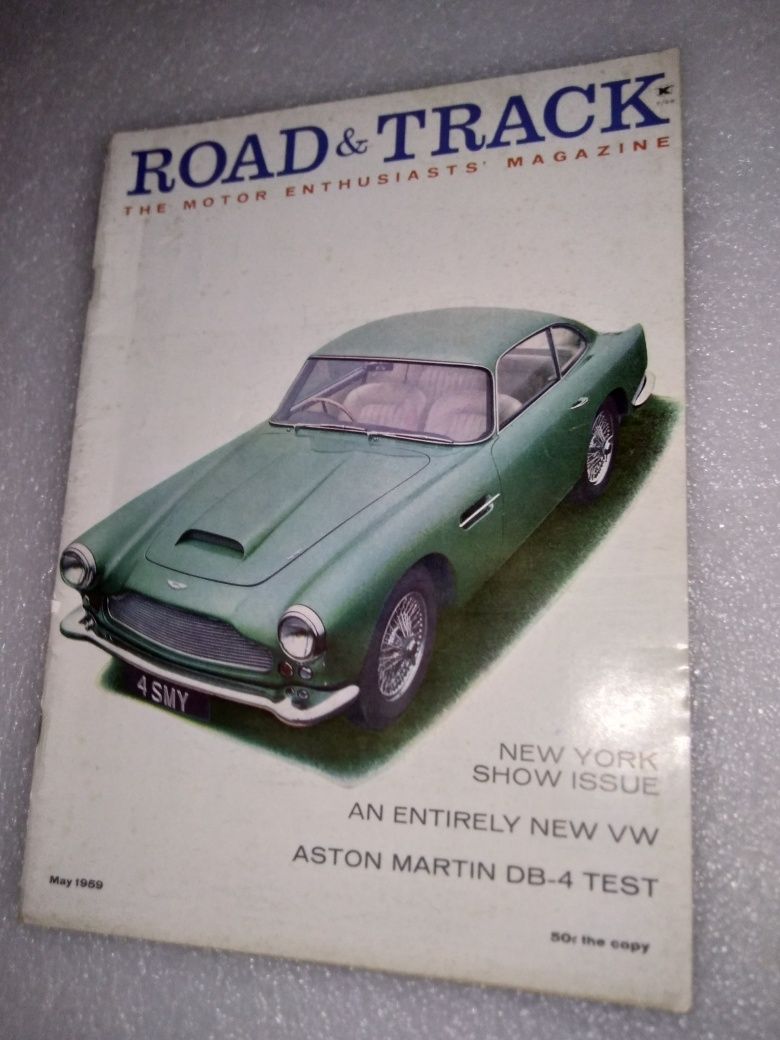 ROAD & TRACK
THE MOTOR ENTHUSIASTS' MAGAZINE
4 SMY
NEW YORK
SHOW ISSUE
AN ENTIRELY NEW VW
ASTON MARTIN DB-4 TEST
May 1959
50¢ the copy